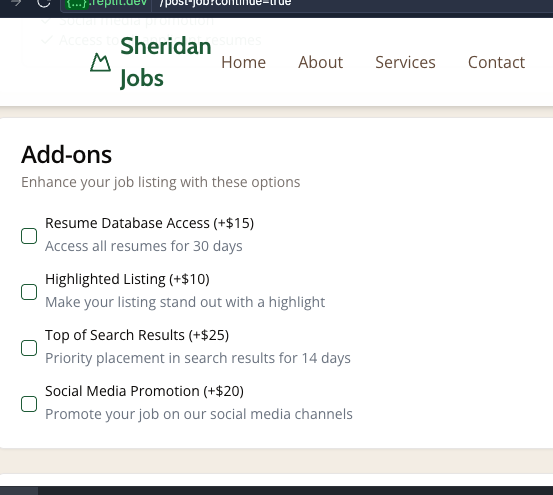 {...}.replit.dev /post-job?continue=true
✓ Social media promotion
Sheridan
Jobs
Home About Services Contact
Add-ons
Enhance your job listing with these options
Resume Database Access (+$15)
Access all resumes for 30 days
Highlighted Listing (+$10)
Make your listing stand out with a highlight
Top of Search Results (+$25)
Priority placement in search results for 14 days
Social Media Promotion (+$20)
Promote your job on our social media channels